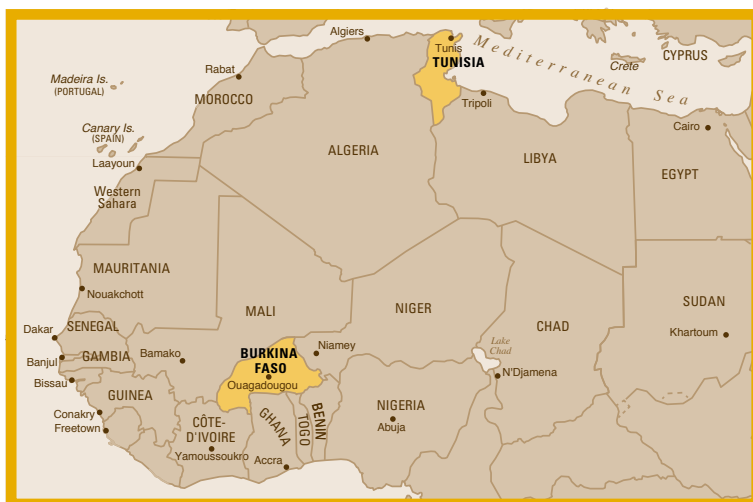 Algiers
Tunis
TUNISIA
Mediterranean Sea
CYPRUS
Crete
Rabat
Madeira Is.
(PORTUGAL)
MOROCCO
Tripoli
Canary Is.
(SPAIN)
Cairo
Laayoun
ALGERIA
LIBYA
EGYPT
Western
Sahara
MAURITANIA
Nouakchott
MALI
NIGER
CHAD
SUDAN
Dakar
SENEGAL
Khartoum
Banjul
GAMBIA
Bamako
BURKINA
FASO
Niamey
Lake
Chad
Bissau
Ouagadougou
N'Djamena
GUINEA
Conakry
Freetown
CÔTE-
D'IVOIRE
Yamoussoukro
GHANA
TOGO
BENIN
NIGERIA
Abuja
Accra